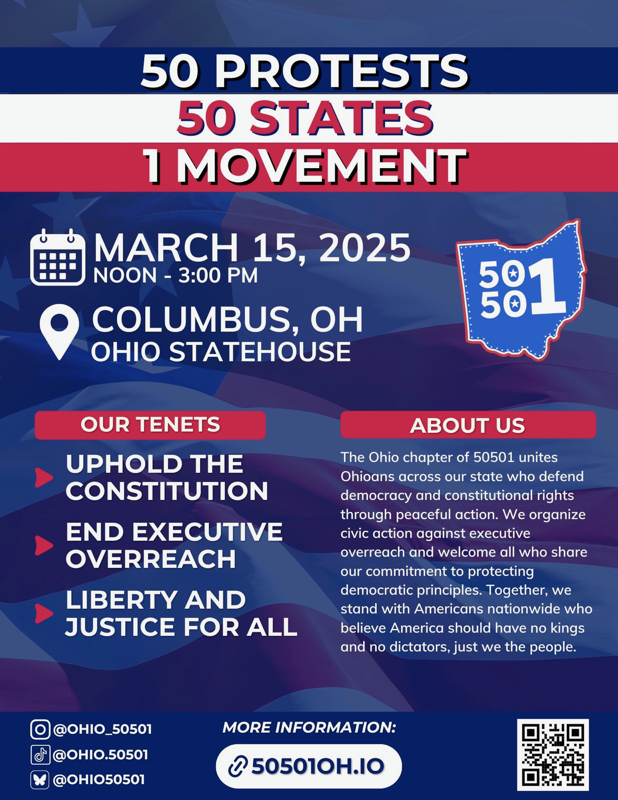 50 PROTESTS
50 STATES
1 MOVEMENT
MARCH 15, 2025
NOON - 3:00 PM
COLUMBUS, OH
OHIO STATEHOUSE
50
50
1
OUR TENETS
UPHOLD THE
CONSTITUTION
END EXECUTIVE
OVERREACH
LIBERTY AND
JUSTICE FOR ALL
ABOUT US
The Ohio chapter of 50501 unites
Ohioans across our state who defend
democracy and constitutional rights
through peaceful action. We organize
civic action against executive
overreach and welcome all who share
our commitment to protecting
democratic principles. Together, we
stand with Americans nationwide who
believe America should have no kings
and no dictators, just we the people.
@OHIO_50501
@OHIO.50501
@OHIO50501
MORE INFORMATION:
50501OH.IO